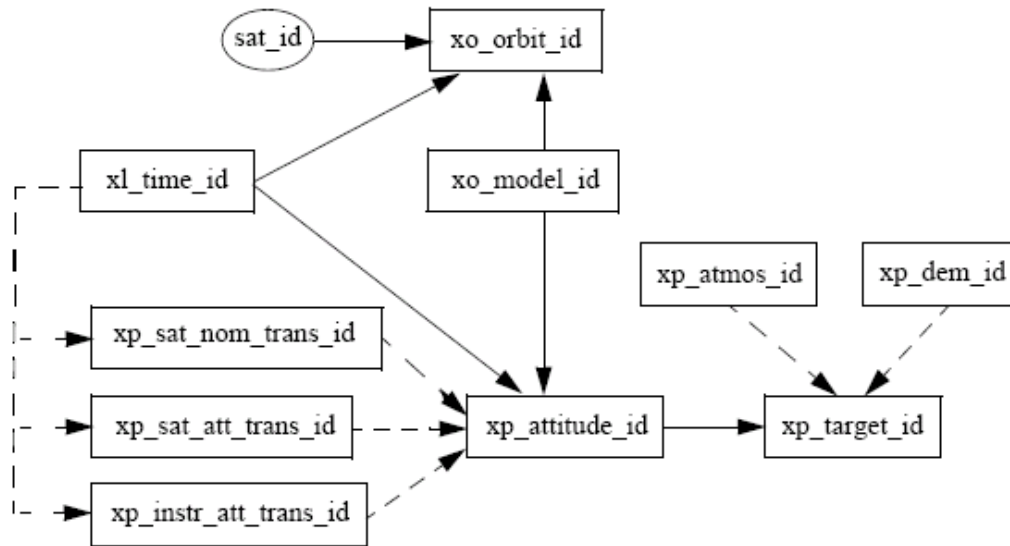 sat_id
xo_orbit_id
xl_time_id
xo_model_id
xp_atmos_id
xp_dem_id
xp_sat_nom_trans_id
xp_sat_att_trans_id
xp_attitude_id
xp_target_id
xp_instr_att_trans_id